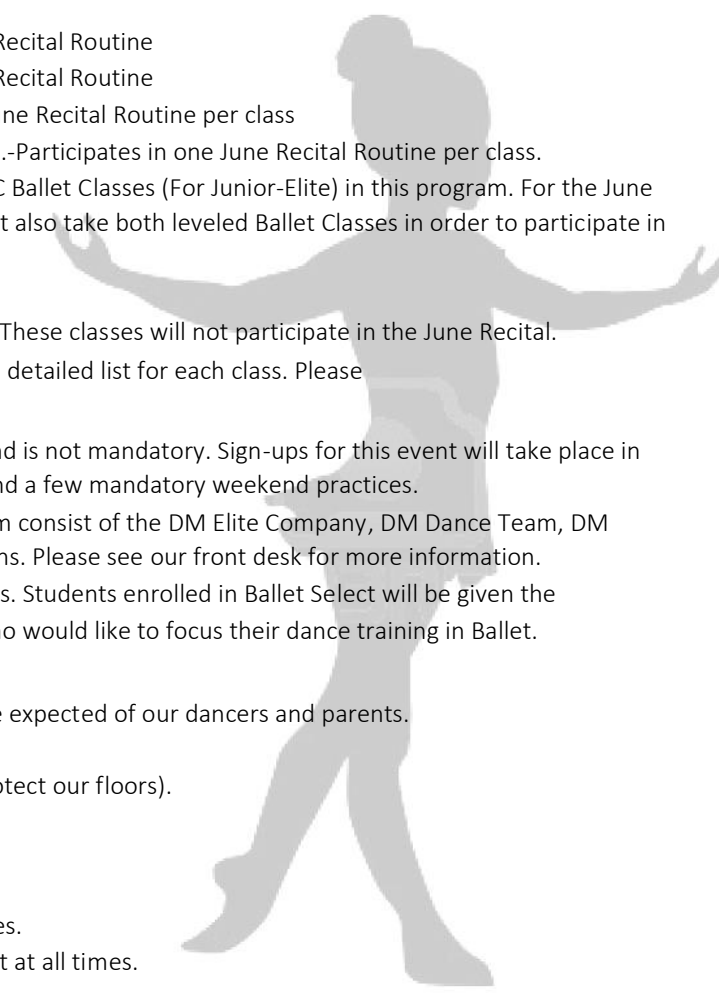 Recital Routine
Recital Routine
ne Recital Routine per class
.-Participates in one June Recital Routine per class.
C Ballet Classes (For Junior-Elite) in this program. For the June
t also take both leveled Ballet Classes in order to participate in
These classes will not participate in the June Recital.
detailed list for each class. Please
d is not mandatory. Sign-ups for this event will take place in
nd a few mandatory weekend practices.
m consist of the DM Elite Company, DM Dance Team, DM
ns. Please see our front desk for more information.
s. Students enrolled in Ballet Select will be given the
o would like to focus their dance training in Ballet.
e expected of our dancers and parents.
otect our floors).
es.
t at all times.